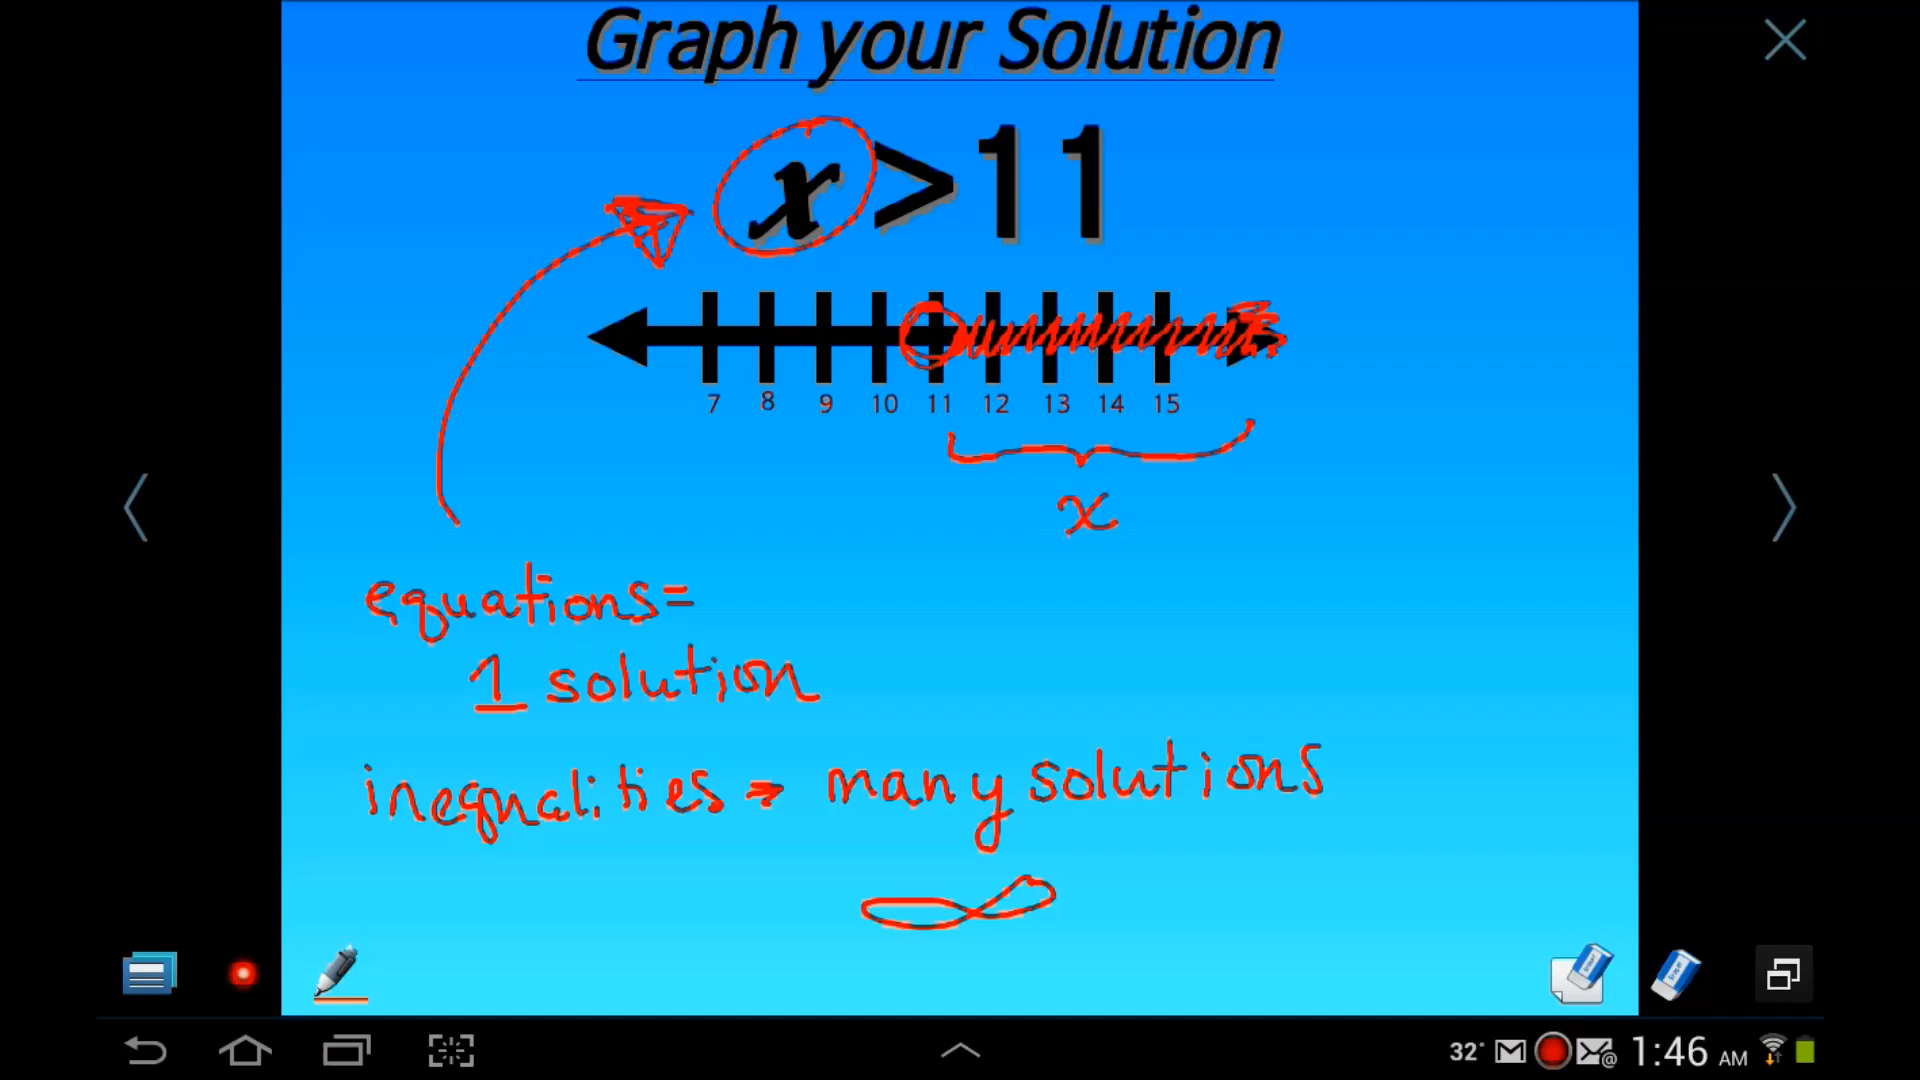 Graph your Solution
x>11
7 8 9 10 11 12 13 14 15
x
equations=
1 solution
inequalities → many solutions
∞
32° 1:46 AM